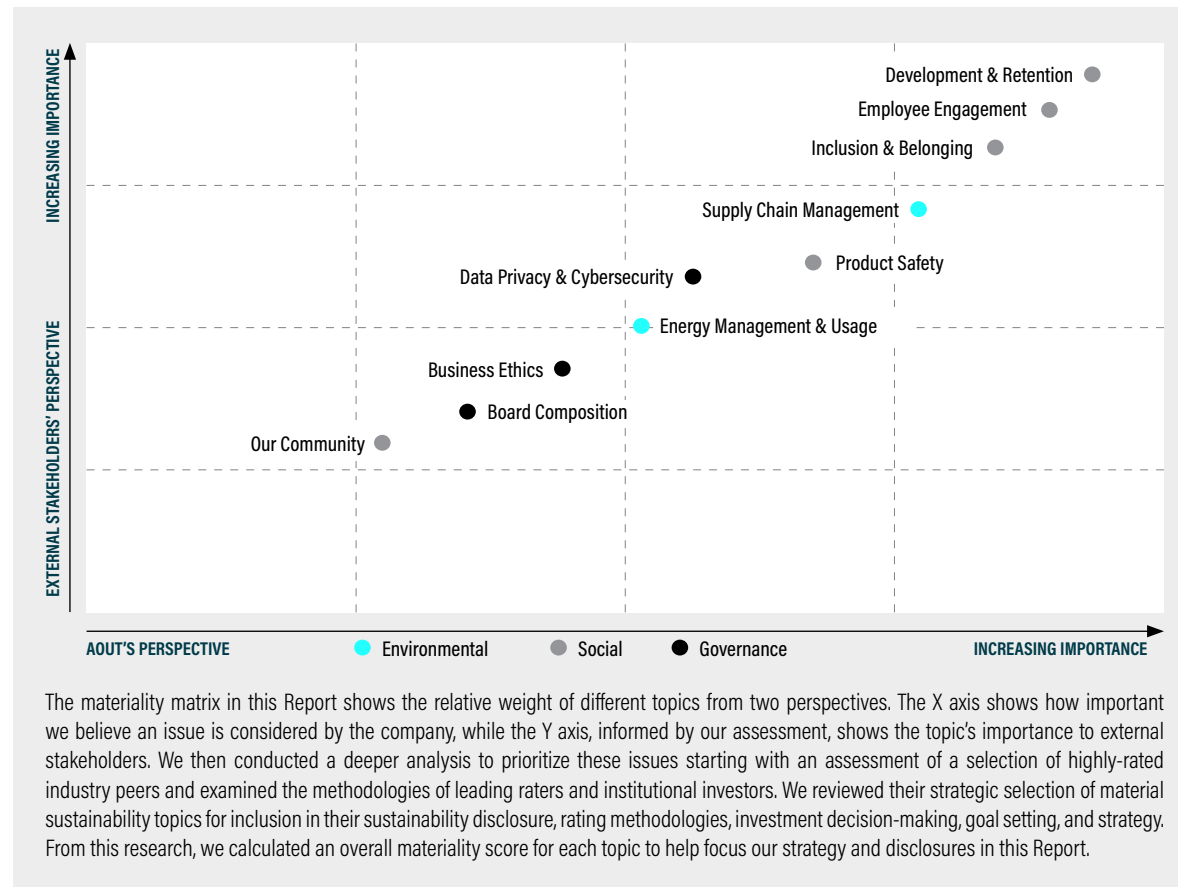 INCREASING IMPORTANCE
EXTERNAL STAKEHOLDERS' PERSPECTIVE
Development & Retention
Employee Engagement
Inclusion & Belonging
Supply Chain Management
Product Safety
Data Privacy & Cybersecurity
Energy Management & Usage
Business Ethics
Board Composition
Our Community
AOUT'S PERSPECTIVE
Environmental
Social
Governance
INCREASING IMPORTANCE
The materiality matrix in this Report shows the relative weight of different topics from two perspectives. The X axis shows how important
we believe an issue is considered by the company, while the Y axis, informed by our assessment, shows the topic's importance to external
stakeholders. We then conducted a deeper analysis to prioritize these issues starting with an assessment of a selection of highly-rated
industry peers and examined the methodologies of leading raters and institutional investors. We reviewed their strategic selection of material
sustainability topics for inclusion in their sustainability disclosure, rating methodologies, investment decision-making, goal setting, and strategy.
From this research, we calculated an overall materiality score for each topic to help focus our strategy and disclosures in this Report.